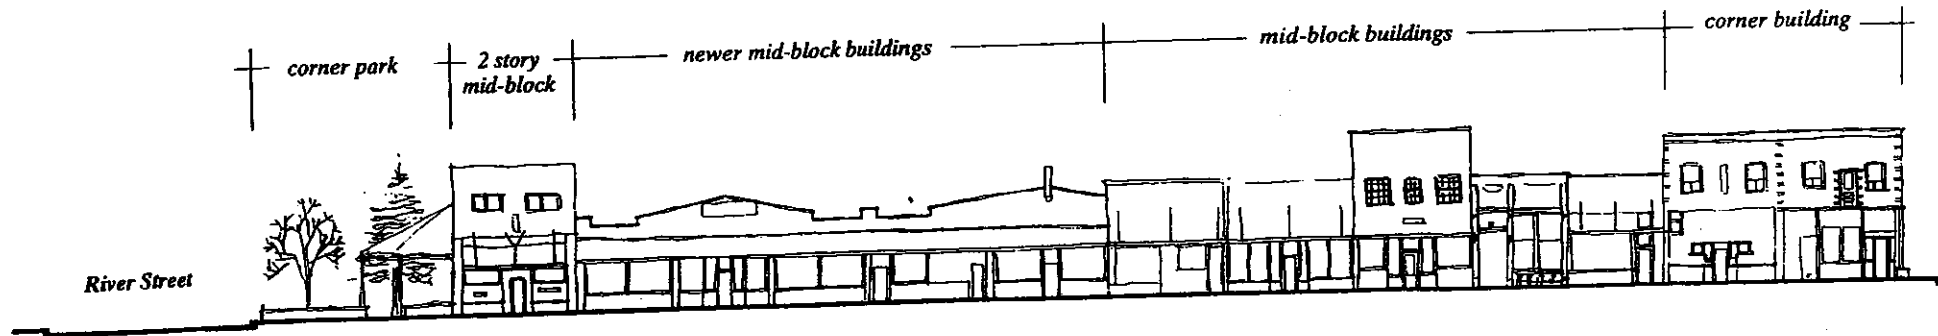 corner park
2 story
mid-block
newer mid-block buildings
mid-block buildings
corner building
River Street